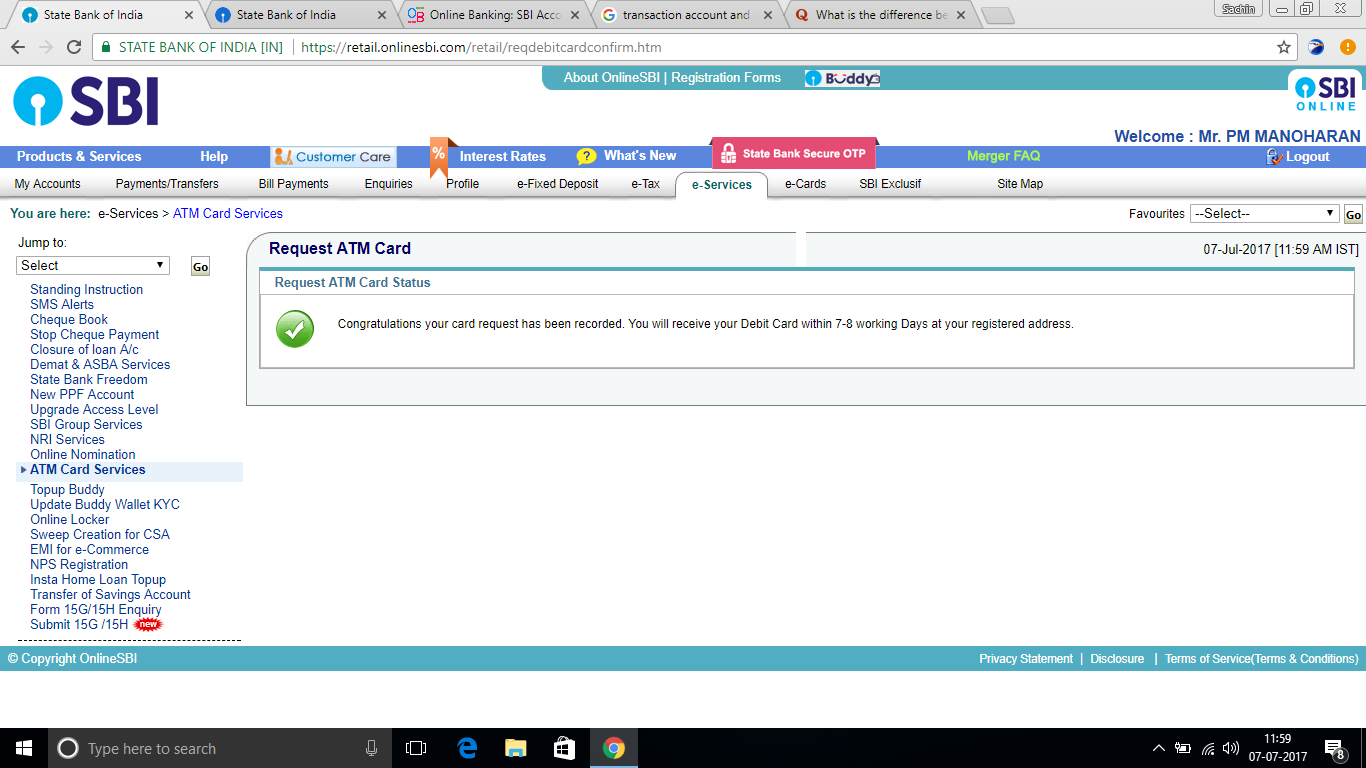 State Bank of India
State Bank of India
Online Banking: SBI Acco
transaction account and
What is the difference be
Sachin
STATE BANK OF INDIA [IN] https://retail.onlinesbi.com/retail/reqdebitcardconfirm.htm
SBI
About OnlineSBI | Registration Forms
Buddy
SBI
ONLINE
Welcome : Mr. PM MANOHARAN
Products & Services Help Customer Care % Interest Rates ? What's New State Bank Secure OTP Merger FAQ Logout
My Accounts Payments/Transfers Bill Payments Enquiries Profile e-Fixed Deposit e-Tax e-Services e-Cards SBI Exclusif Site Map
You are here: e-Services > ATM Card Services
Favourites --Select-- Go
Jump to:
Select Go
Standing Instruction
SMS Alerts
Cheque Book
Stop Cheque Payment
Closure of loan A/c
Demat & ASBA Services
State Bank Freedom
New PPF Account
Upgrade Access Level
SBI Group Services
NRI Services
Online Nomination
ATM Card Services
Topup Buddy
Update Buddy Wallet KYC
Online Locker
Sweep Creation for CSA
EMI for e-Commerce
NPS Registration
Insta Home Loan Topup
Transfer of Savings Account
Form 15G/15H Enquiry
Submit 15G /15H new
Request ATM Card
07-Jul-2017 [11:59 AM IST]
Request ATM Card Status
Congratulations your card request has been recorded. You will receive your Debit Card within 7-8 working Days at your registered address.
© Copyright OnlineSBI
Privacy Statement | Disclosure | Terms of Service(Terms & Conditions)
Type here to search
11:59
07-07-2017
8